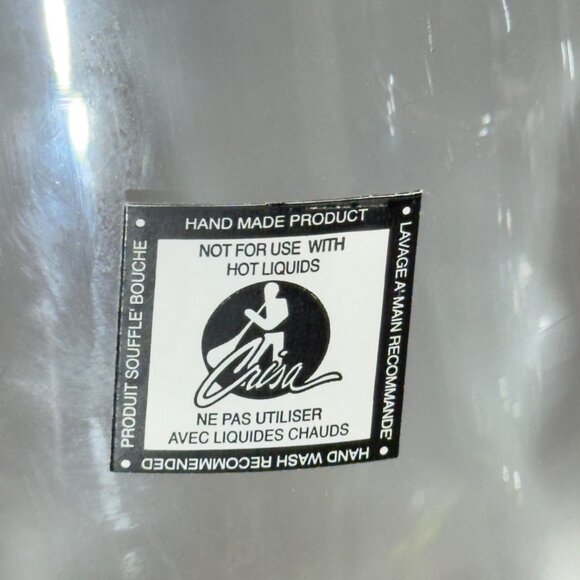 HAND MADE PRODUCT
NOT FOR USE WITH
HOT LIQUIDS
Crisa
NE PAS UTILISER
AVEC LIQUIDES CHAUDS
• LAVAGE A' MAIN RECOMMANDE'
• HAND WASH RECOMMENDED
• PRODUIT SOUFFLE' BOUCHE •